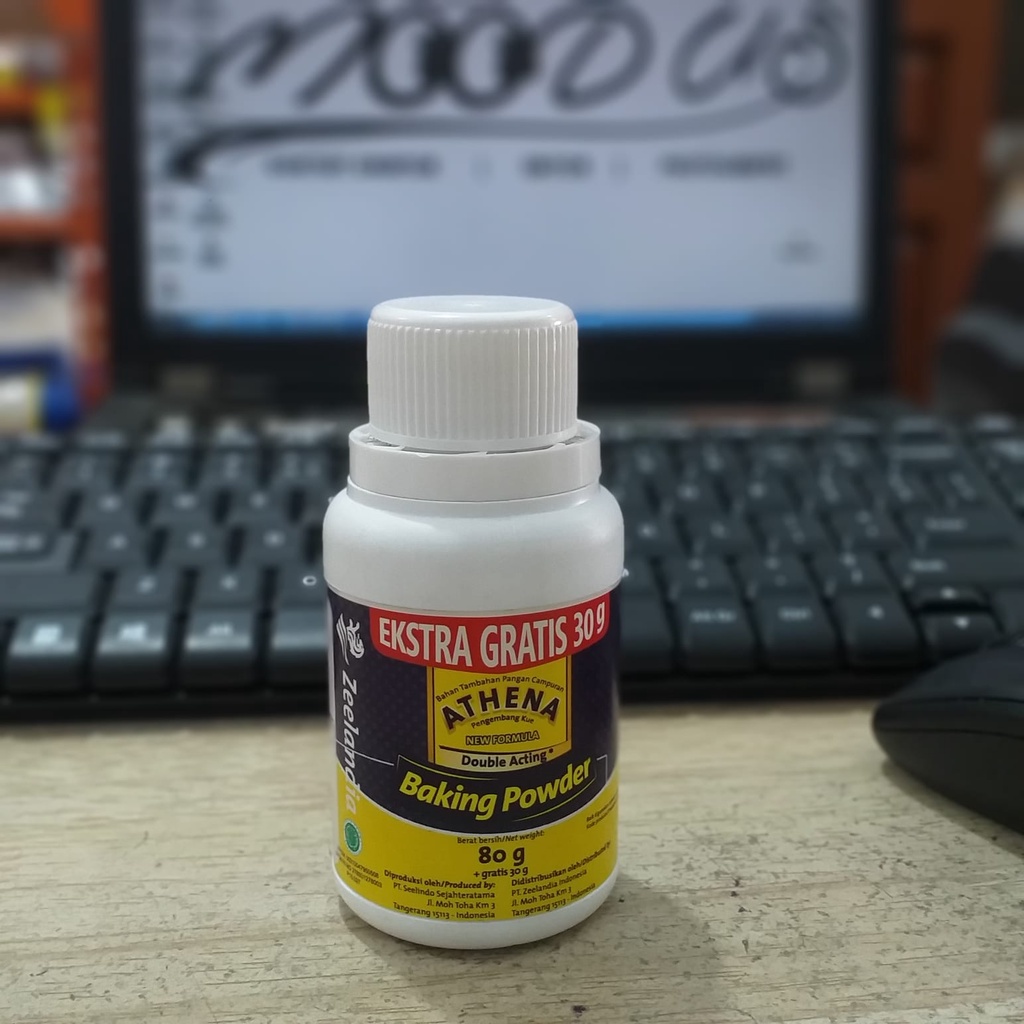 MOOD US
EKSTRA GRATIS 30 g
Zeelandia
Bahan Tambahan Pangan Campuran
ATHENA
Pengembang Kue
NEW FORMULA
Double Acting*
Baking Powder
Berat bersih/Net weight:
80 g
+ gratis 30 g
Diproduksi oleh/Produced by:
PT. Seelindo Sejahteratama
Jl. Moh Toha Km 3
Tangerang 15113 - Indonesia
Didistribusikan oleh/Distributed by:
PT. Zeelandia Indonesia
Jl. Moh Toha Km 3
Tangerang 15113 - Indonesia